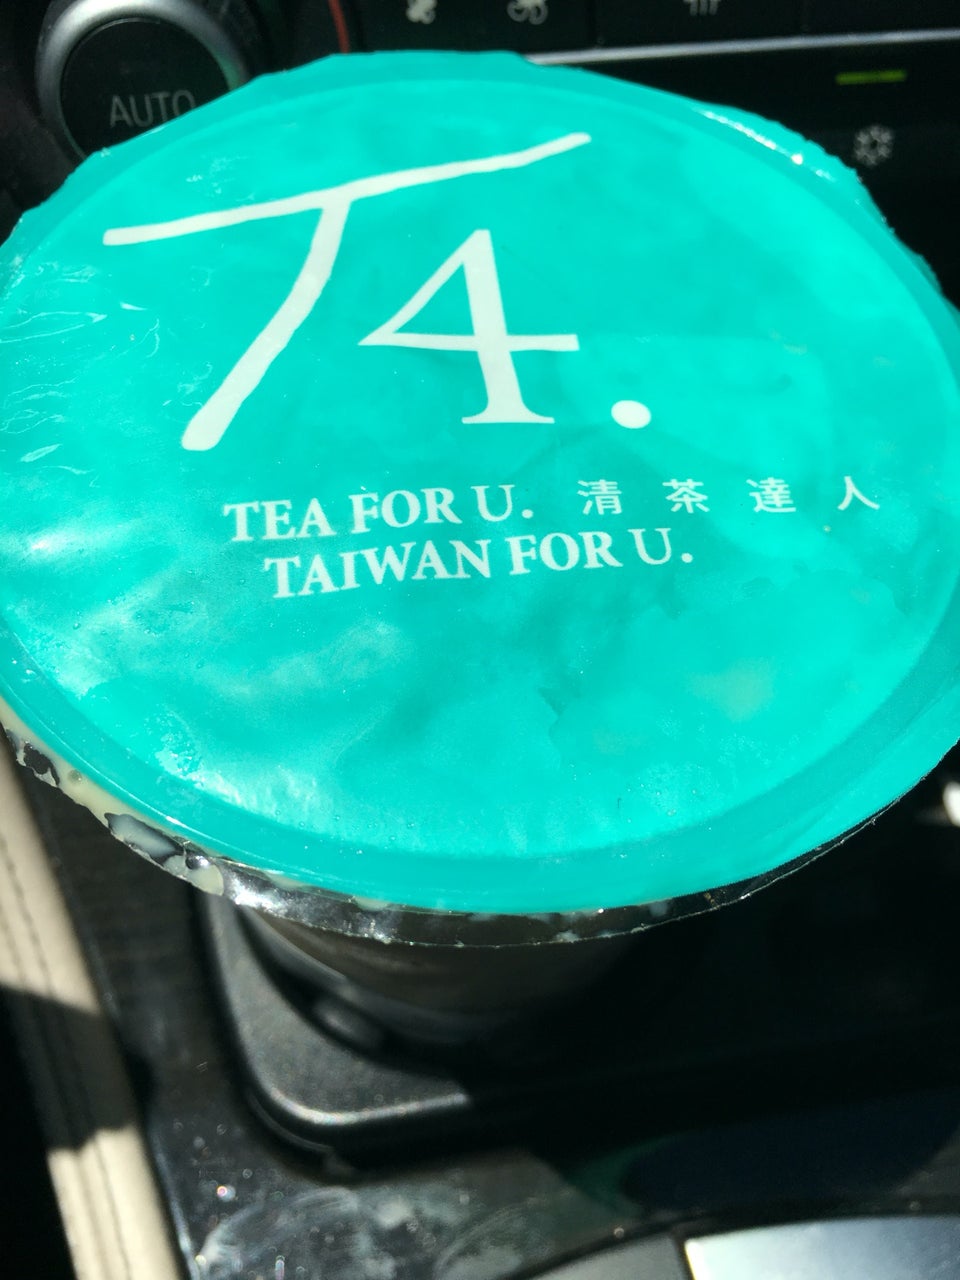 AUTO
T4.
TEA FOR U. 清茶達人
TAIWAN FOR U.